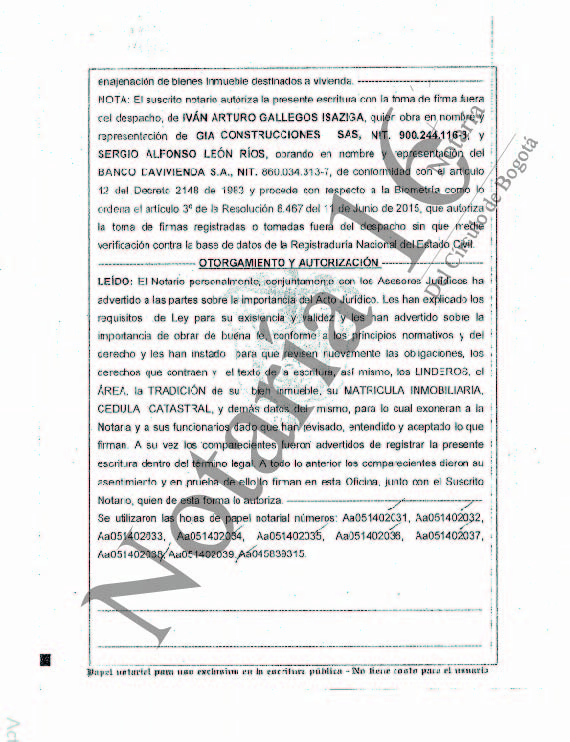 enajenación de bienes inmueble destinados a vivienda. --------------------------------
NOTA: El suscrito notario autoriza la presente escritura con la toma de firma fuera
del despacho, de IVÁN ARTURO GALLEGOS ISAZIGA, quien obra en nombre y
representación de GIA CONSTRUCCIONES SAS, NIT. 900.244.116-3; y
SERGIO ALFONSO LEÓN RÍOS, obrando en nombre y representación del
BANCO DAVIVIENDA S.A., NIT. 860.034.313-7, de conformidad con el artículo
12 del Decreto 2148 de 1983 y procede con respecto a la Biometría como lo
ordena el artículo 3º de la Resolución 6.467 del 11 de Junio de 2015, que autoriza
la toma de firmas registradas o tomadas fuera del despacho sin que medie
verificación contra la base de datos de la Registraduría Nacional del Estado Civil.
------------------------ OTORGAMIENTO Y AUTORIZACIÓN ------------------------
LEÍDO: El Notario personalmente, conjuntamente con los Asesores Jurídicos ha
advertido a las partes sobre la importancia del Acto Jurídico. Les han explicado los
requisitos de Ley para su existencia y validez y les han advertido sobre la
importancia de obrar de buena fe, conforme a los principios normativos y del
derecho y les han instado para que revisen nuevamente las obligaciones, los
derechos que contraen y el texto de la escritura, así mismo, los LINDEROS, el
ÁREA, la TRADICIÓN de su bien inmueble, su MATRICULA INMOBILIARIA,
CEDULA CATASTRAL, y demás datos del mismo, para lo cual exoneran a la
Notaria y a sus funcionarios dado que han revisado, entendido y aceptado lo que
firman. A su vez los comparecientes fueron advertidos de registrar la presente
escritura dentro del término legal. A todo lo anterior los comparecientes dieron su
asentimiento y en prueba de ello lo firman en esta Oficina, junto con el Suscrito
Notario, quien de esta forma lo autoriza. ------------------------------------------------
Se utilizaron las hojas de papel notarial números: Aa051402031, Aa051402032,
Aa051402033, Aa051402034, Aa051402035, Aa051402036, Aa051402037,
Aa051402038, Aa051402039, Aa045839315.
Papel notarial para uso exclusivo en la escritura pública - No tiene costo para el usuario
Notaría 16
Notaría
Del Círculo de Bogotá
Act